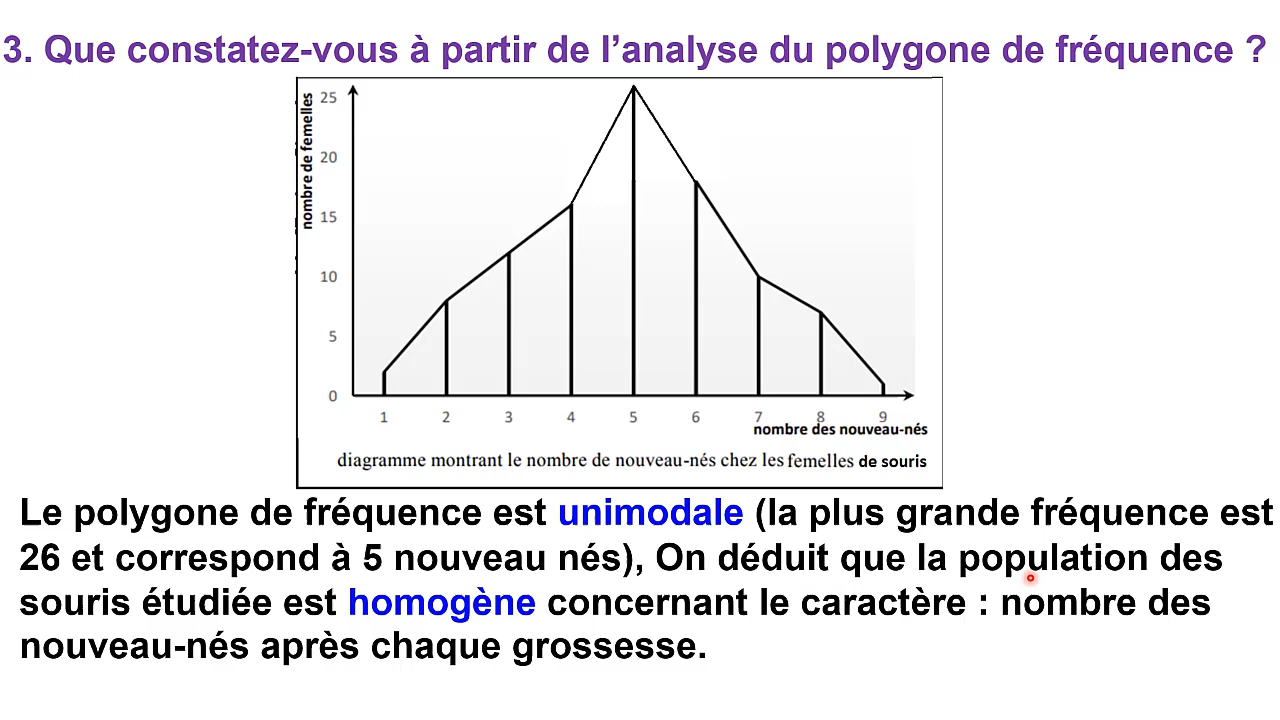 3. Que constatez-vous à partir de l’analyse du polygone de fréquence ?
nombre de femelles
25
20
15
10
5
0
1 2 3 4 5 6 7 8 9
nombre des nouveau-nés
diagramme montrant le nombre de nouveau-nés chez les femelles de souris
Le polygone de fréquence est unimodale (la plus grande fréquence est
26 et correspond à 5 nouveau nés), On déduit que la population des
souris étudiée est homogène concernant le caractère : nombre des
nouveau-nés après chaque grossesse.